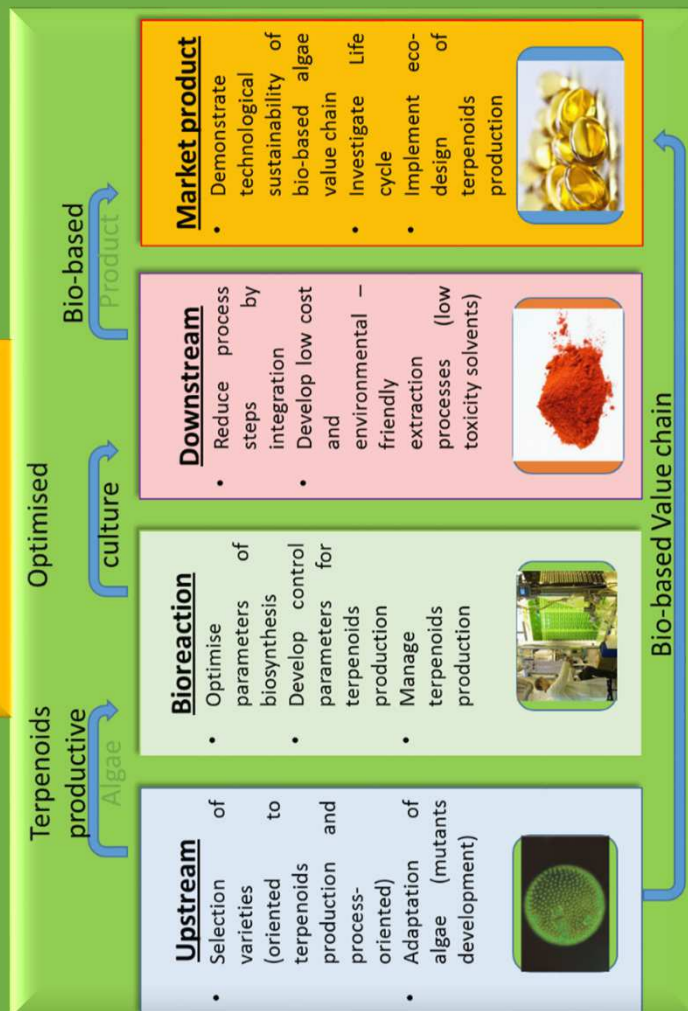 Terpenoids
productive
Algae
Optimised
culture
Bio-based
Product
Upstream
• Selection of
varieties
(oriented to
terpenoids
production and
process-
oriented)
• Adaptation of
algae (mutants
development)
Bioreaction
• Optimise
parameters of
biosynthesis
• Develop control
parameters for
terpenoids
production
• Manage
terpenoids
production
Downstream
• Reduce process
steps by
integration
• Develop low cost
and
environmental –
friendly
extraction
processes (low
toxicity solvents)
Market product
• Demonstrate
technological
sustainability of
bio-based algae
value chain
• Investigate Life
cycle
• Implement eco-
design of
terpenoids
production
Bio-based Value chain